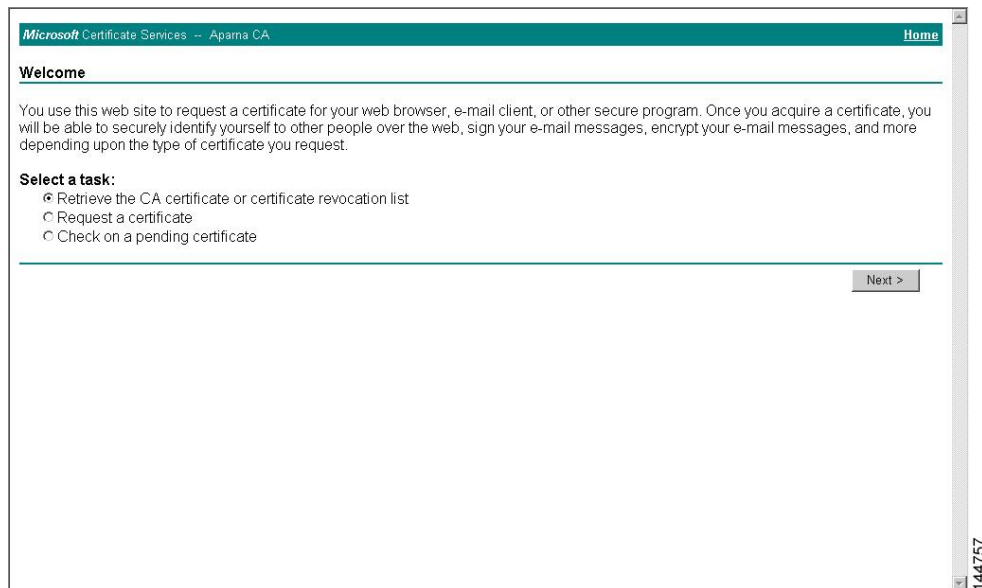 Microsoft Certificate Services -- Aparna CA Home
Welcome
You use this web site to request a certificate for your web browser, e-mail client, or other secure program. Once you acquire a certificate, you
will be able to securely identify yourself to other people over the web, sign your e-mail messages, encrypt your e-mail messages, and more
depending upon the type of certificate you request.
Select a task:
Retrieve the CA certificate or certificate revocation list
Request a certificate
Check on a pending certificate
Next >
144757